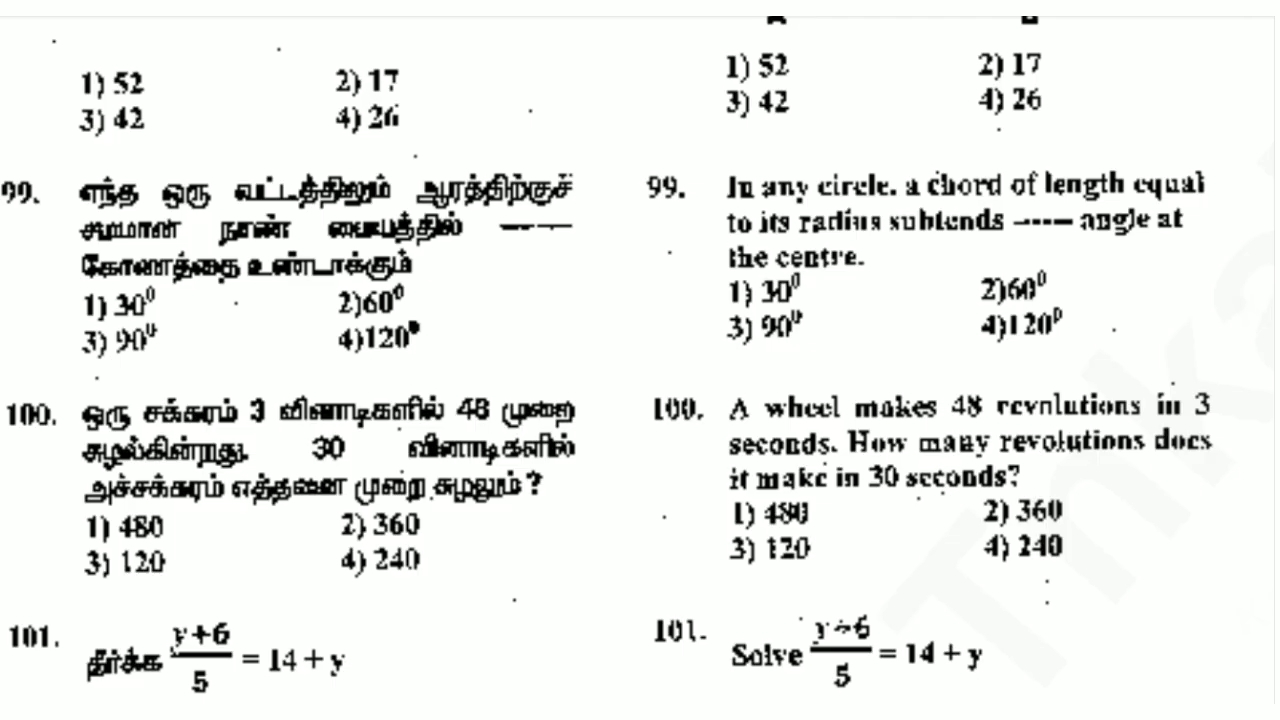 1) 52 2) 17
3) 42 4) 26
99. எந்த ஒரு வட்டத்திலும் ஆரத்திற்குச்
சமமான நாண் மையத்தில் -----
கோணத்தை உண்டாக்கும்
1) 30⁰ 2)60⁰
3) 90⁰ 4)120⁰
100. ஒரு சக்கரம் 3 வினாடிகளில் 48 முறை
சுழல்கின்றது. 30 வினாடிகளில்
அச்சக்கரம் எத்தனை முறை சுழலும் ?
1) 480 2) 360
3) 120 4) 240
101. தீர்க்க (y+6)/5 = 14 + y
1) 52 2) 17
3) 42 4) 26
99. In any circle, a chord of length equal
to its radius subtends ----- angle at
the centre.
1) 30⁰ 2)60⁰
3) 90⁰ 4)120⁰
100. A wheel makes 48 revolutions in 3
seconds. How many revolutions does
it make in 30 seconds?
1) 480 2) 360
3) 120 4) 240
101. Solve (y+6)/5 = 14 + y